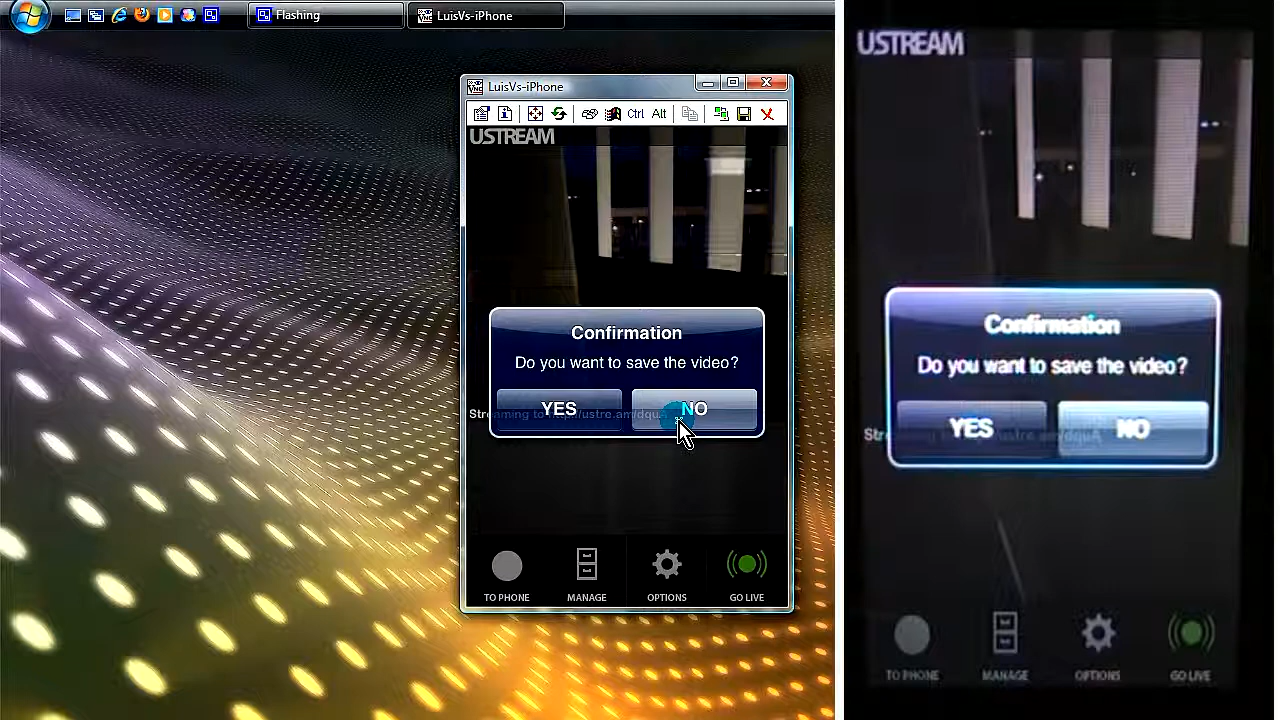 Flashing
LuisVs-iPhone
LuisVs-iPhone
Ctrl Alt
USTREAM
Confirmation
Do you want to save the video?
YES NO
TO PHONE MANAGE OPTIONS GO LIVE
USTREAM
Confirmation
Do you want to save the video?
YES NO
TO PHONE MANAGE OPTIONS GO LIVE